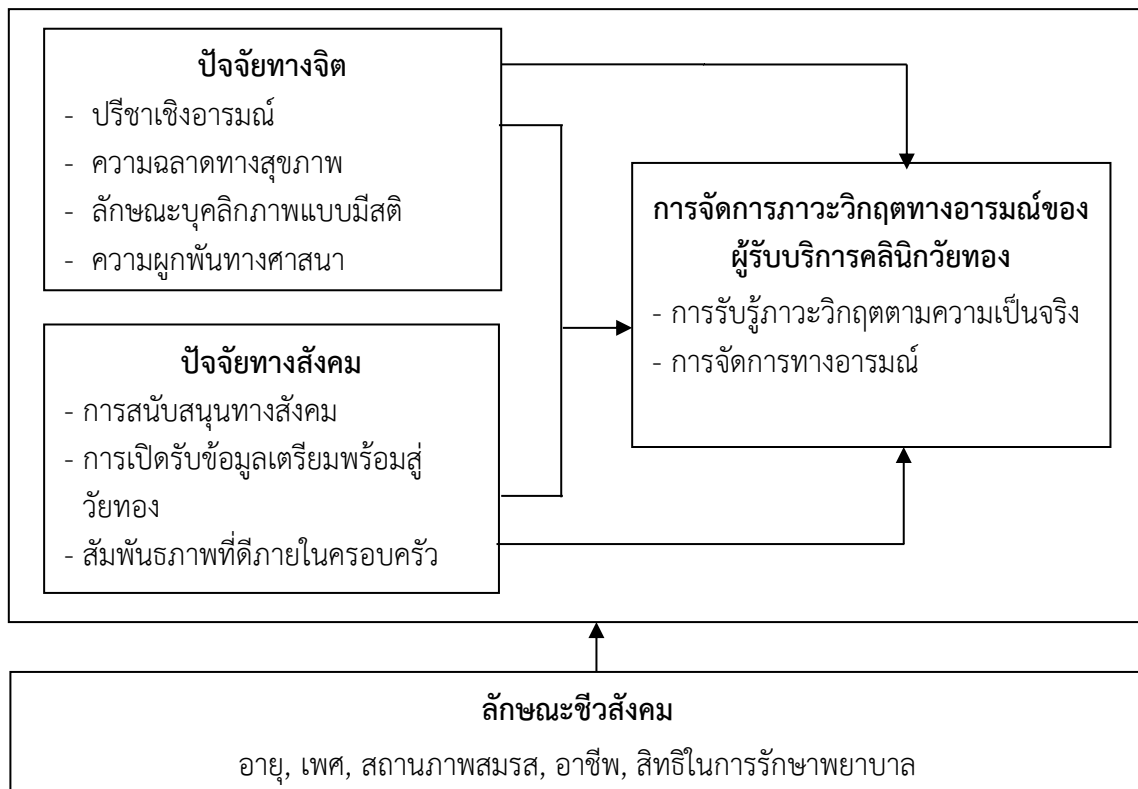 ปัจจัยทางจิต
- ปรีชาเชิงอารมณ์
- ความฉลาดทางสุขภาพ
- ลักษณะบุคลิกภาพแบบมีสติ
- ความผูกพันทางศาสนา
ปัจจัยทางสังคม
- การสนับสนุนทางสังคม
- การเปิดรับข้อมูลเตรียมพร้อมสู่
วัยทอง
- สัมพันธภาพที่ดีภายในครอบครัว
การจัดการภาวะวิกฤตทางอารมณ์ของ
ผู้รับบริการคลินิกวัยทอง
- การรับรู้ภาวะวิกฤตตามความเป็นจริง
- การจัดการทางอารมณ์
ลักษณะชีวสังคม
อายุ, เพศ, สถานภาพสมรส, อาชีพ, สิทธิในการรักษาพยาบาล